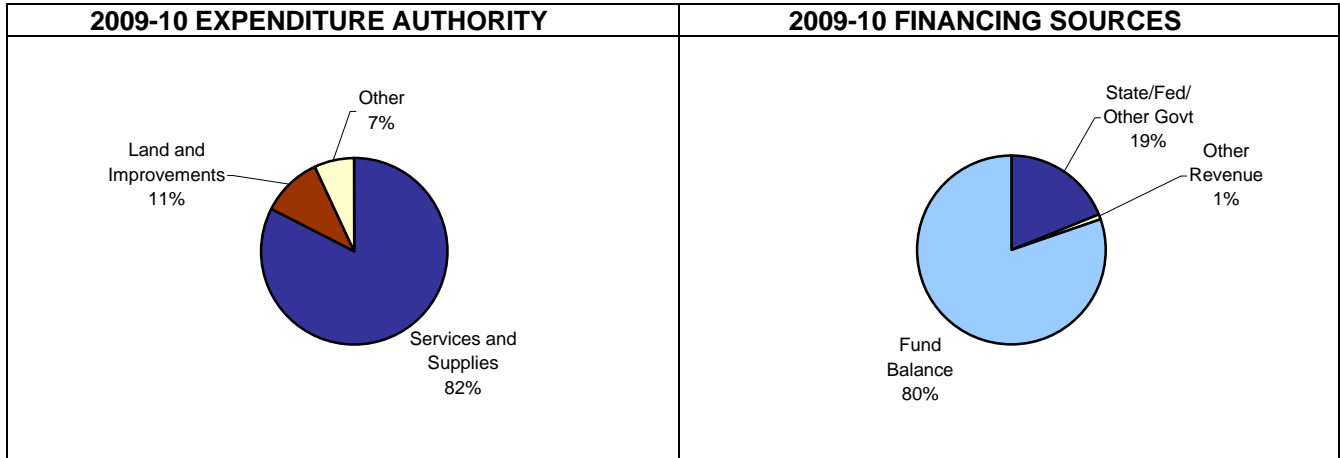 2009-10 EXPENDITURE AUTHORITY
Other
7%
Land and
Improvements
11%
Services and
Supplies
82%
2009-10 FINANCING SOURCES
State/Fed/
Other Govt
19%
Other
Revenue
1%
Fund
Balance
80%